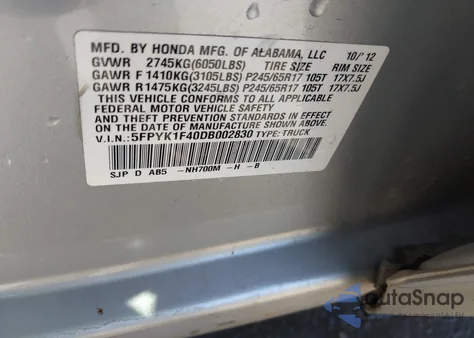 MFD. BY HONDA MFG. OF ALABAMA, LLC 10/'12
GVWR 2745KG(6050LBS) TIRE SIZE RIM SIZE
GAWR F 1410KG(3105LBS) P245/65R17 105T 17X7.5J
GAWR R 1475KG(3245LBS) P245/65R17 105T 17X7.5J
THIS VEHICLE CONFORMS TO ALL APPLICABLE
FEDERAL MOTOR VEHICLE SAFETY
AND THEFT PREVENTION STANDARDS IN EFFECT
ON THE DATE OF MANUFACTURE SHOWN ABOVE.
V.I.N.: 5FPYK1F40DB002830 TYPE: TRUCK
SJP D AB5 -NH700M -H -B
autoSnap